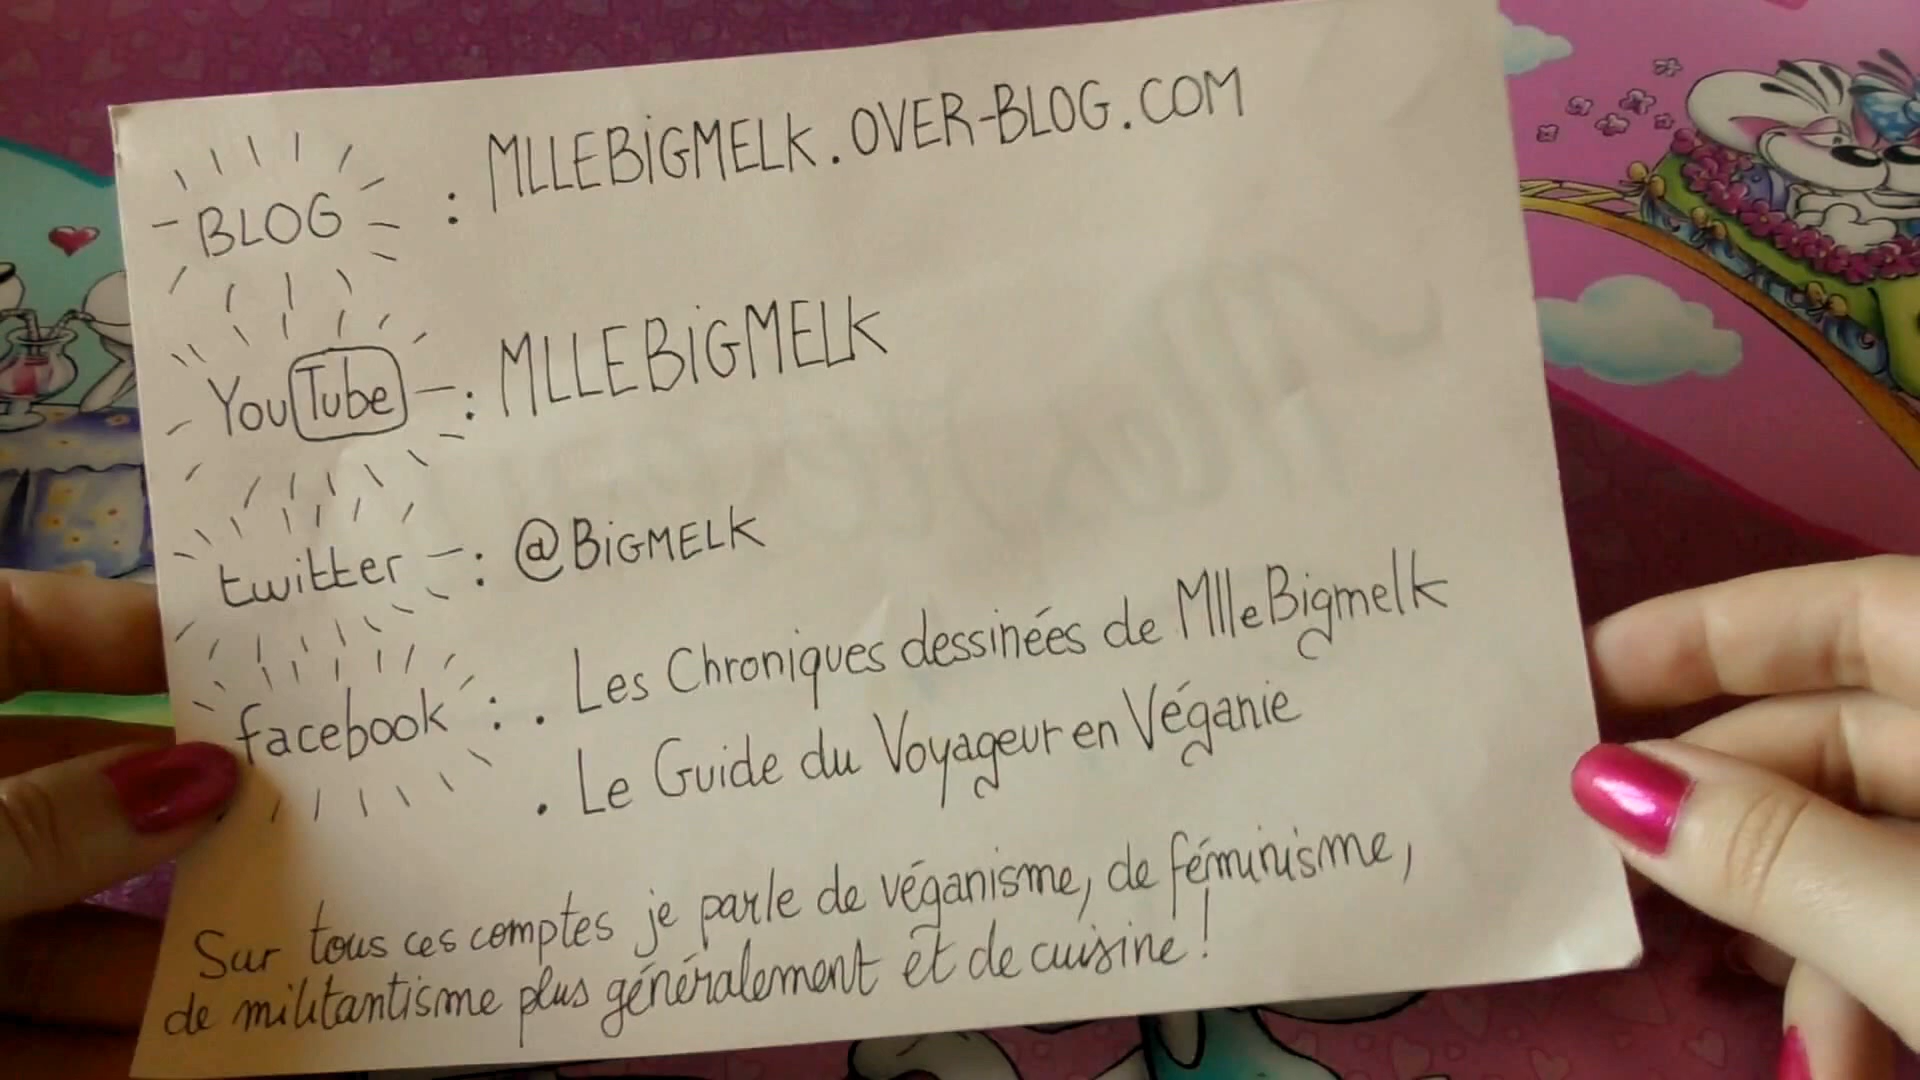 BLOG : MLLEBiGMELK.OVER-BLOG.COM
YouTube : MLLEBiGMELK
twitter : @BiGMELK
facebook : . Les Chroniques dessinées de MlleBigmelk
. Le Guide du Voyageur en Véganie
Sur tous ces comptes je parle de véganisme, de féminisme,
de militantisme plus généralement et de cuisine !